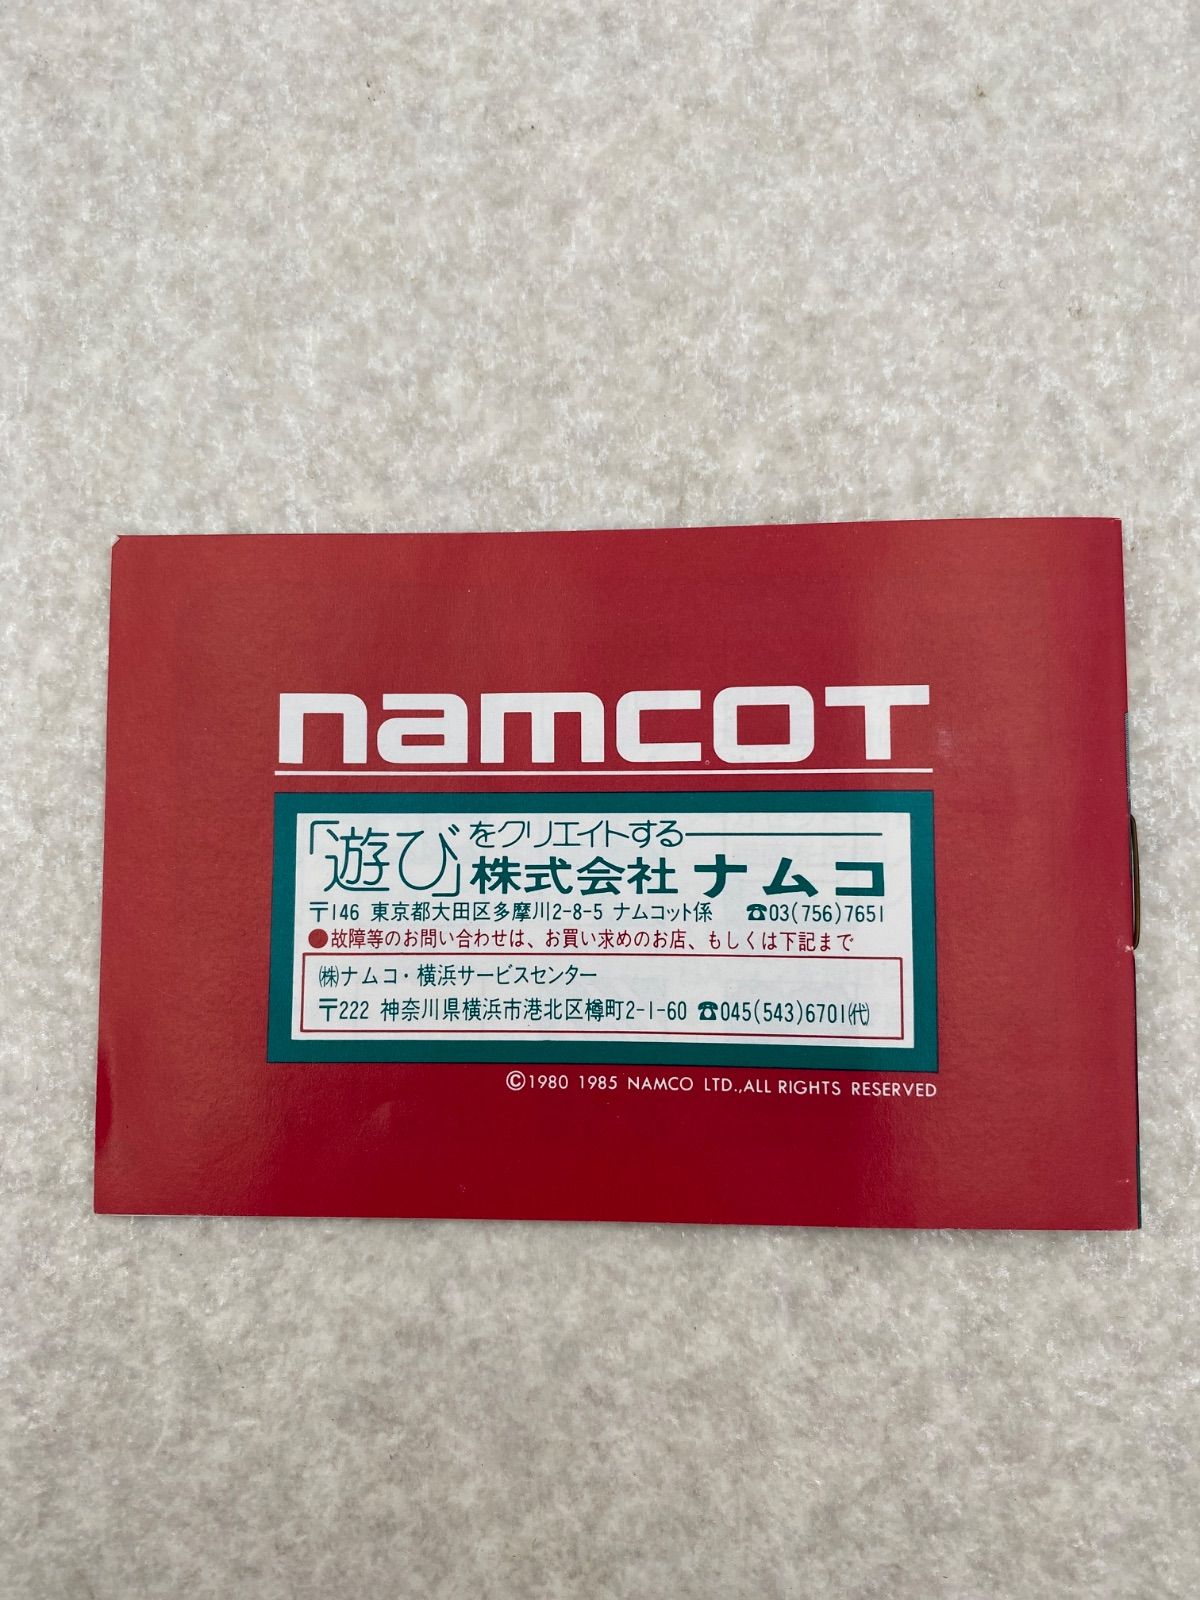 namcot
「遊び」をクリエイトする
株式会社 ナムコ
〒146 東京都大田区多摩川2-8-5 ナムコット係 ☎03(756)7651
●故障等のお問い合わせは、お買い求めのお店、もしくは下記まで
㈱ナムコ・横浜サービスセンター
〒222 神奈川県横浜市港北区樽町2-1-60 ☎045(543)6701㈹
©1980 1985 NAMCO LTD.,ALL RIGHTS RESERVED